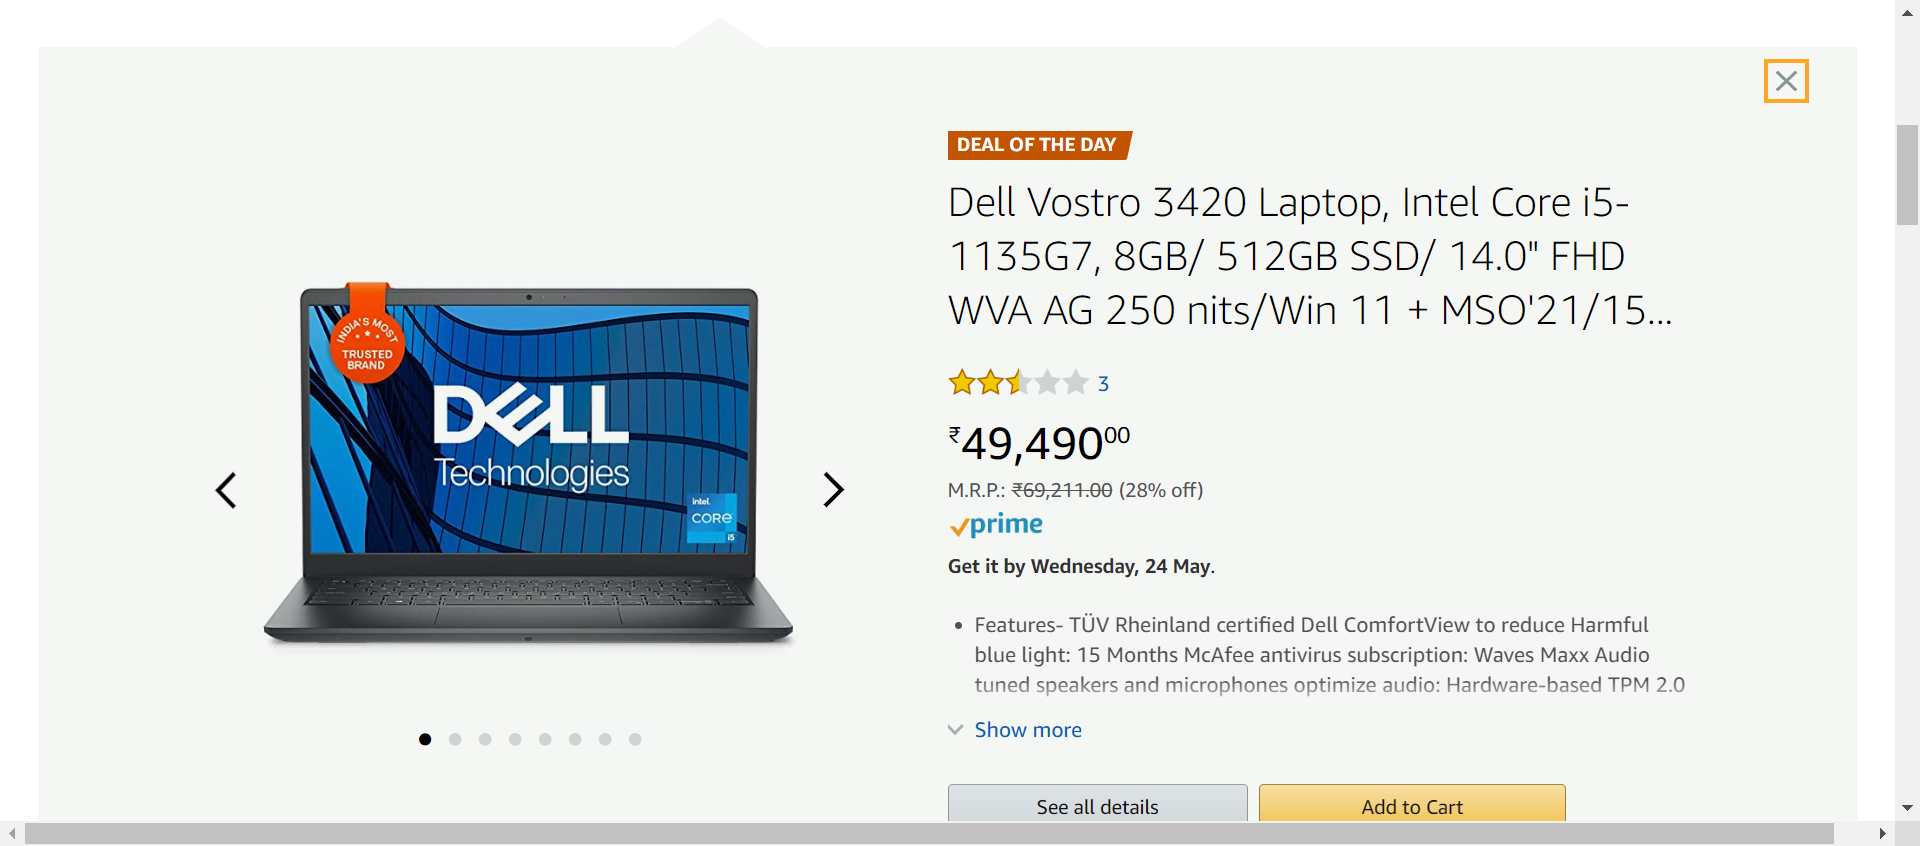 DEAL OF THE DAY
Dell Vostro 3420 Laptop, Intel Core i5-
1135G7, 8GB/ 512GB SSD/ 14.0" FHD
WVA AG 250 nits/Win 11 + MSO'21/15...
3
₹49,49000
M.R.P.: ₹69,211.00 (28% off)
prime
Get it by Wednesday, 24 May.
Features- TÜV Rheinland certified Dell ComfortView to reduce Harmful
blue light: 15 Months McAfee antivirus subscription: Waves Maxx Audio
tuned speakers and microphones optimize audio: Hardware-based TPM 2.0
Show more
See all details
Add to Cart
INDIA'S MOST
TRUSTED
BRAND
DELL
Technologies
intel
CORE
i5